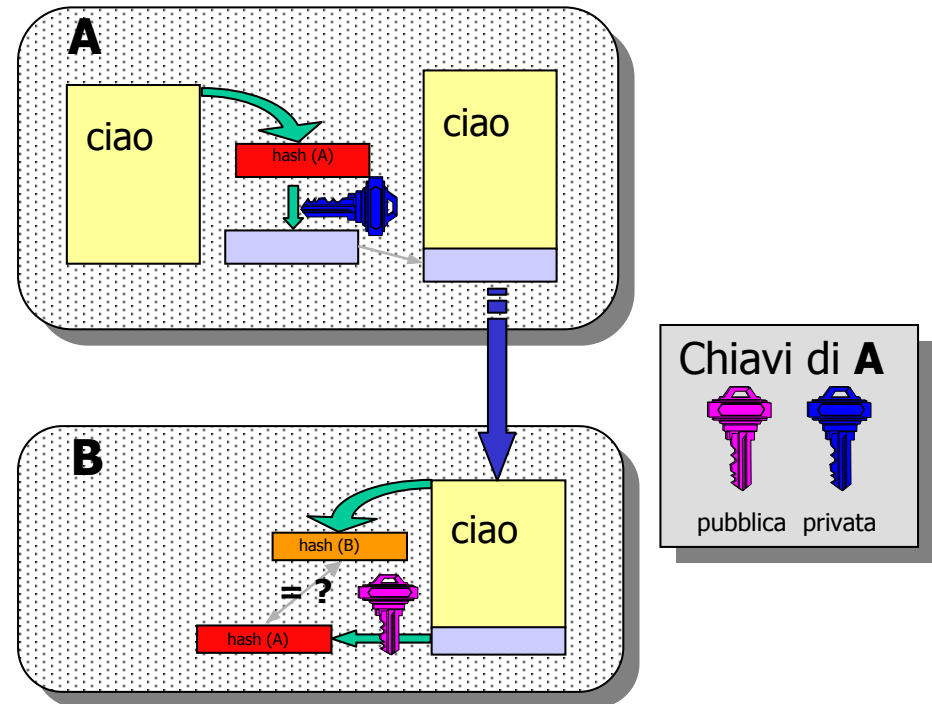 A
ciao
hash (A)
ciao
Chiavi di A
pubblica privata
B
hash (B)
ciao
= ?
hash (A)